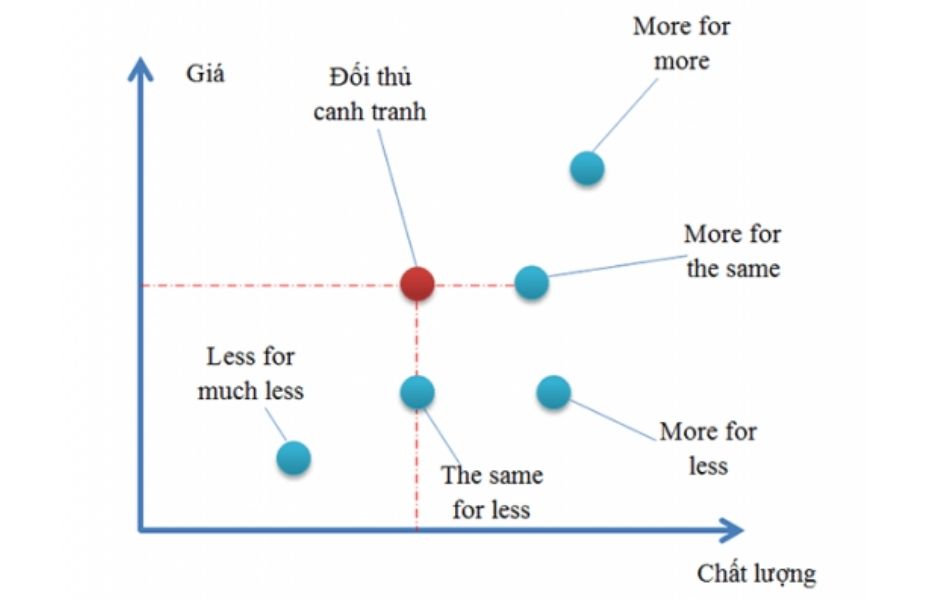 More for
more
Giá
Đối thủ
canh tranh
More for
the same
Less for
much less
More for
less
The same
for less
Chất lượng